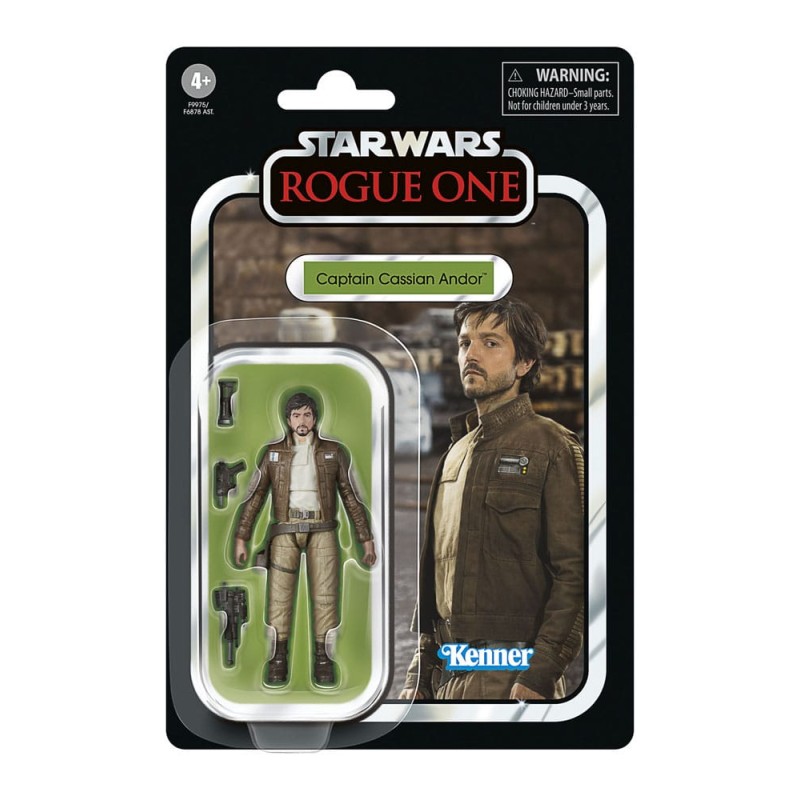 4+
F9975/
F6878 AST.
⚠ WARNING:
CHOKING HAZARD–Small parts.
Not for children under 3 years.
STAR WARS
ROGUE ONE
Captain Cassian Andor™
Kenner